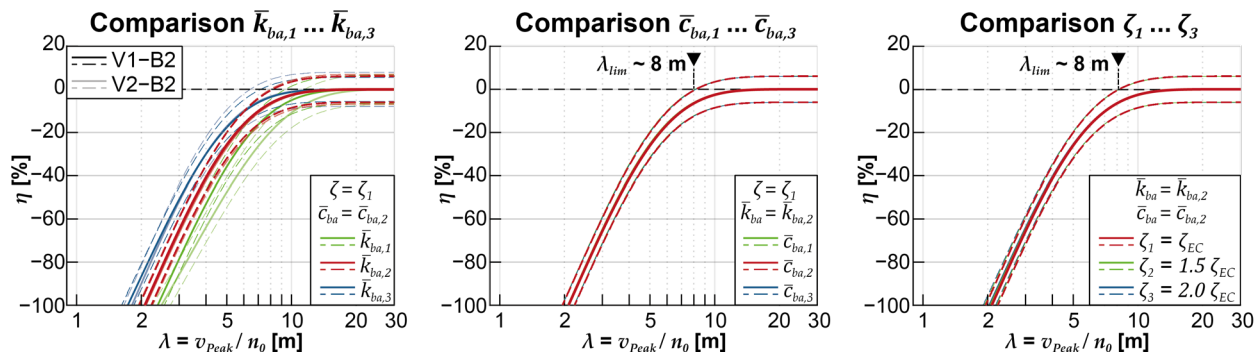 Comparison k̄ba,1 ... k̄ba,3
20
0
−20
−40
−60
−80
−100
η [%]
V1−B2
V2−B2
ζ = ζ1
c̄ba = c̄ba,2
k̄ba,1
k̄ba,2
k̄ba,3
1 2 5 10 20 30
λ = vPeak / n0 [m]
Comparison c̄ba,1 ... c̄ba,3
λlim ~ 8 m
20
0
−20
−40
−60
−80
−100
η [%]
ζ = ζ1
k̄ba = k̄ba,2
c̄ba,1
c̄ba,2
c̄ba,3
1 2 5 10 20 30
λ = vPeak / n0 [m]
Comparison ζ1 ... ζ3
λlim ~ 8 m
20
0
−20
−40
−60
−80
−100
η [%]
k̄ba = k̄ba,2
c̄ba = c̄ba,2
ζ1 = ζEC
ζ2 = 1.5 ζEC
ζ3 = 2.0 ζEC
1 2 5 10 20 30
λ = vPeak / n0 [m]